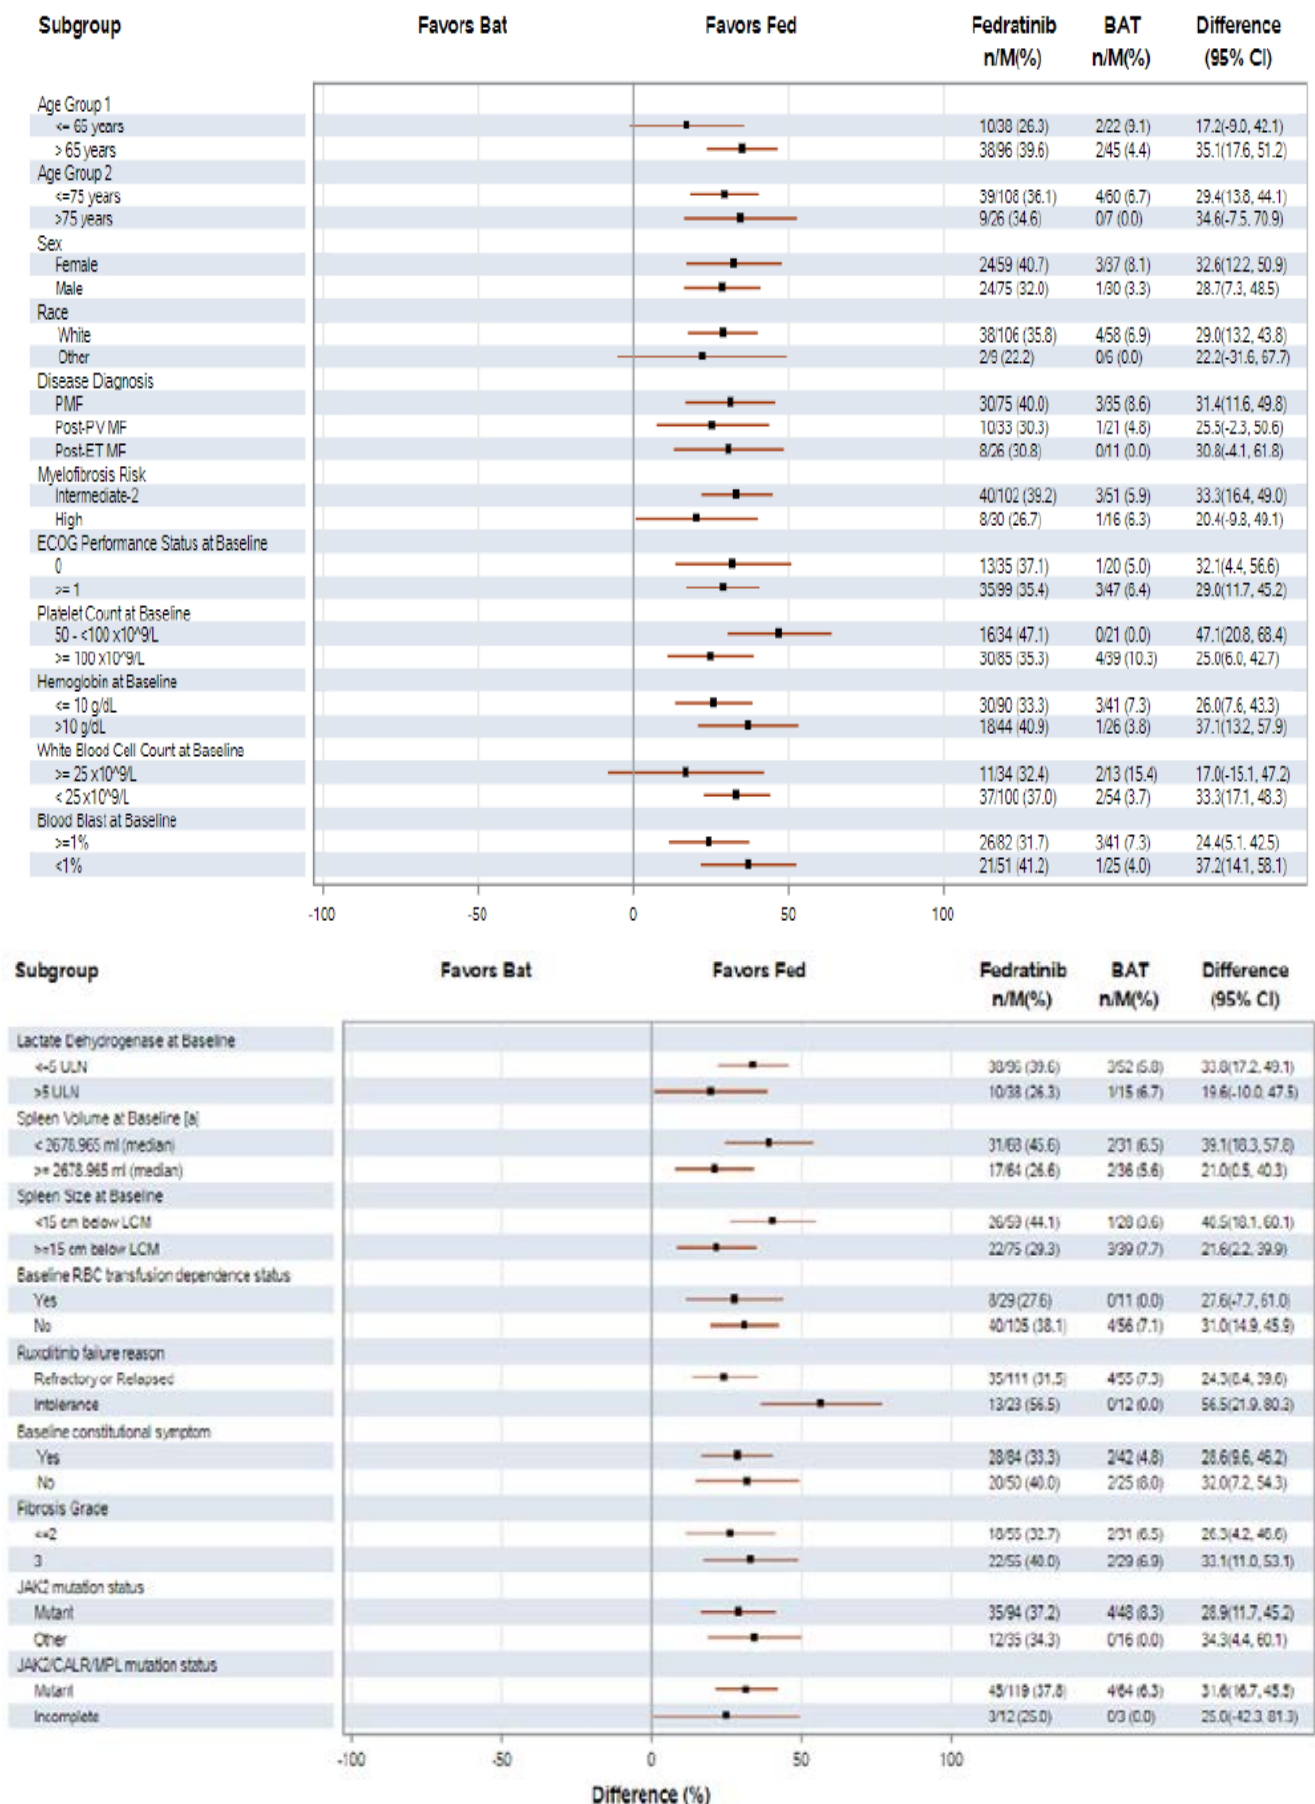 Subgroup Favors Bat Favors Fed Fedratinib BAT Difference
n/M(%) n/M(%) (95% CI)
Age Group 1
<= 65 years 10/38 (26.3) 2/22 (9.1) 17.2(-9.0, 42.1)
> 65 years 38/96 (39.6) 2/45 (4.4) 35.1(17.6, 51.2)
Age Group 2
<=75 years 39/108 (36.1) 4/60 (6.7) 29.4(13.8, 44.1)
>75 years 9/26 (34.6) 0/7 (0.0) 34.6(-7.5, 70.9)
Sex
Female 24/59 (40.7) 3/37 (8.1) 32.6(12.2, 50.9)
Male 24/75 (32.0) 1/30 (3.3) 28.7(7.3, 48.5)
Race
White 38/106 (35.8) 4/58 (6.9) 29.0(13.2, 43.8)
Other 2/9 (22.2) 0/6 (0.0) 22.2(-31.6, 67.7)
Disease Diagnosis
PMF 30/75 (40.0) 3/35 (8.6) 31.4(11.6, 49.8)
Post-PV MF 10/33 (30.3) 1/21 (4.8) 25.5(-2.3, 50.6)
Post-ET MF 8/26 (30.8) 0/11 (0.0) 30.8(-4.1, 61.8)
Myelofibrosis Risk
Intermediate-2 40/102 (39.2) 3/51 (5.9) 33.3(16.4, 49.0)
High 8/30 (26.7) 1/16 (6.3) 20.4(-9.8, 49.1)
ECOG Performance Status at Baseline
0 13/35 (37.1) 1/20 (5.0) 32.1(4.4, 56.6)
>= 1 35/99 (35.4) 3/47 (6.4) 29.0(11.7, 45.2)
Platelet Count at Baseline
50 - <100 x10^9/L 16/34 (47.1) 0/21 (0.0) 47.1(20.8, 68.4)
>= 100 x10^9/L 30/85 (35.3) 4/39 (10.3) 25.0(6.0, 42.7)
Hemoglobin at Baseline
<= 10 g/dL 30/90 (33.3) 3/41 (7.3) 26.0(7.6, 43.3)
>10 g/dL 18/44 (40.9) 1/26 (3.8) 37.1(13.2, 57.9)
White Blood Cell Count at Baseline
>= 25 x10^9/L 11/34 (32.4) 2/13 (15.4) 17.0(-15.1, 47.2)
< 25 x10^9/L 37/100 (37.0) 2/54 (3.7) 33.3(17.1, 48.3)
Blood Blast at Baseline
>=1% 26/82 (31.7) 3/41 (7.3) 24.4(5.1, 42.5)
<1% 21/51 (41.2) 1/25 (4.0) 37.2(14.1, 58.1)
-100 -50 0 50 100
Subgroup Favors Bat Favors Fed Fedratinib BAT Difference
n/M(%) n/M(%) (95% CI)
Lactate Dehydrogenase at Baseline
<=5 ULN 38/96 (39.6) 3/52 (5.8) 33.8(17.2, 49.1)
>5 ULN 10/38 (26.3) 1/15 (6.7) 19.6(-10.0, 47.5)
Spleen Volume at Baseline [a]
< 2678.965 ml (median) 31/68 (45.6) 2/31 (6.5) 39.1(18.3, 57.8)
>= 2678.965 ml (median) 17/64 (26.6) 2/36 (5.6) 21.0(0.5, 40.3)
Spleen Size at Baseline
<15 cm below LCM 26/59 (44.1) 1/28 (3.6) 40.5(18.1, 60.1)
>=15 cm below LCM 22/75 (29.3) 3/39 (7.7) 21.6(2.2, 39.9)
Baseline RBC transfusion dependence status
Yes 8/29 (27.6) 0/11 (0.0) 27.6(-7.7, 61.0)
No 40/105 (38.1) 4/56 (7.1) 31.0(14.9, 45.9)
Ruxolitinib failure reason
Refractory or Relapsed 35/111 (31.5) 4/55 (7.3) 24.3(8.4, 39.6)
Intolerance 13/23 (56.5) 0/12 (0.0) 56.5(21.9, 80.3)
Baseline constitutional symptom
Yes 28/84 (33.3) 2/42 (4.8) 28.6(9.6, 46.2)
No 20/50 (40.0) 2/25 (8.0) 32.0(7.2, 54.3)
Fibrosis Grade
<=2 18/55 (32.7) 2/31 (6.5) 26.3(4.2, 46.6)
3 22/55 (40.0) 2/29 (6.9) 33.1(11.0, 53.1)
JAK2 mutation status
Mutant 35/94 (37.2) 4/48 (8.3) 28.9(11.7, 45.2)
Other 12/35 (34.3) 0/16 (0.0) 34.3(4.4, 60.1)
JAK2/CALR/MPL mutation status
Mutant 45/119 (37.8) 4/64 (6.3) 31.6(16.7, 45.5)
Incomplete 3/12 (25.0) 0/3 (0.0) 25.0(-42.3, 81.3)
-100 -50 0 50 100
Difference (%)